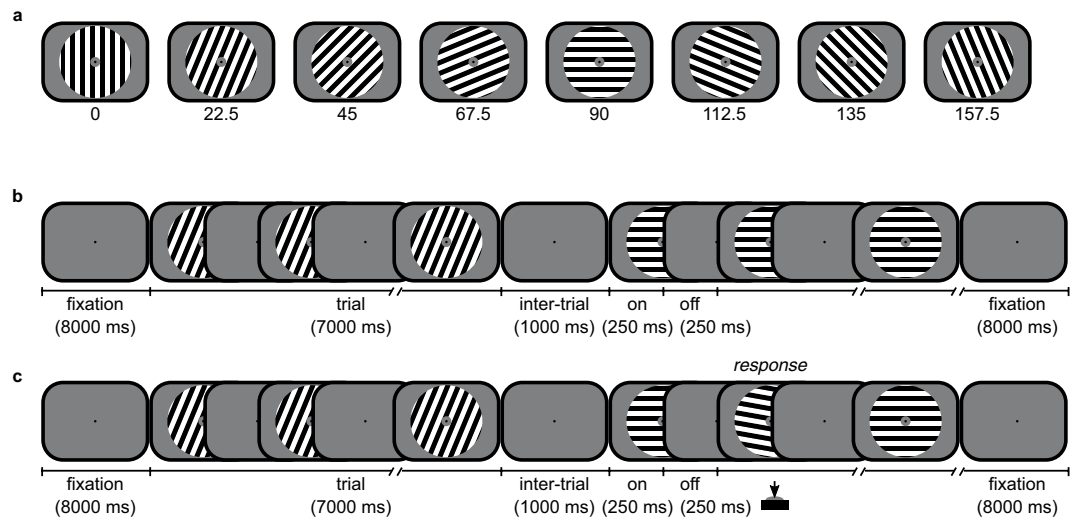 a
0 22.5 45 67.5 90 112.5 135 157.5
b
fixation trial inter-trial on off fixation
(8000 ms) (7000 ms) (1000 ms) (250 ms) (250 ms) (8000 ms)
c
response
fixation trial inter-trial on off fixation
(8000 ms) (7000 ms) (1000 ms) (250 ms) (250 ms) (8000 ms)